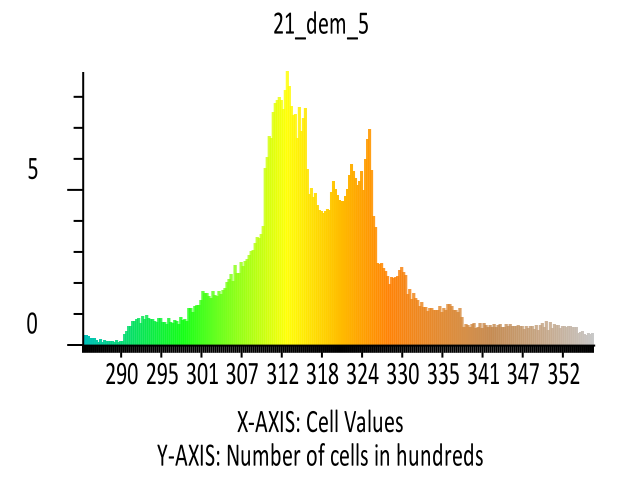 21_dem_5
5
0
290 295 301 307 312 318 324 330 335 341 347 352
X-AXIS: Cell Values
Y-AXIS: Number of cells in hundreds